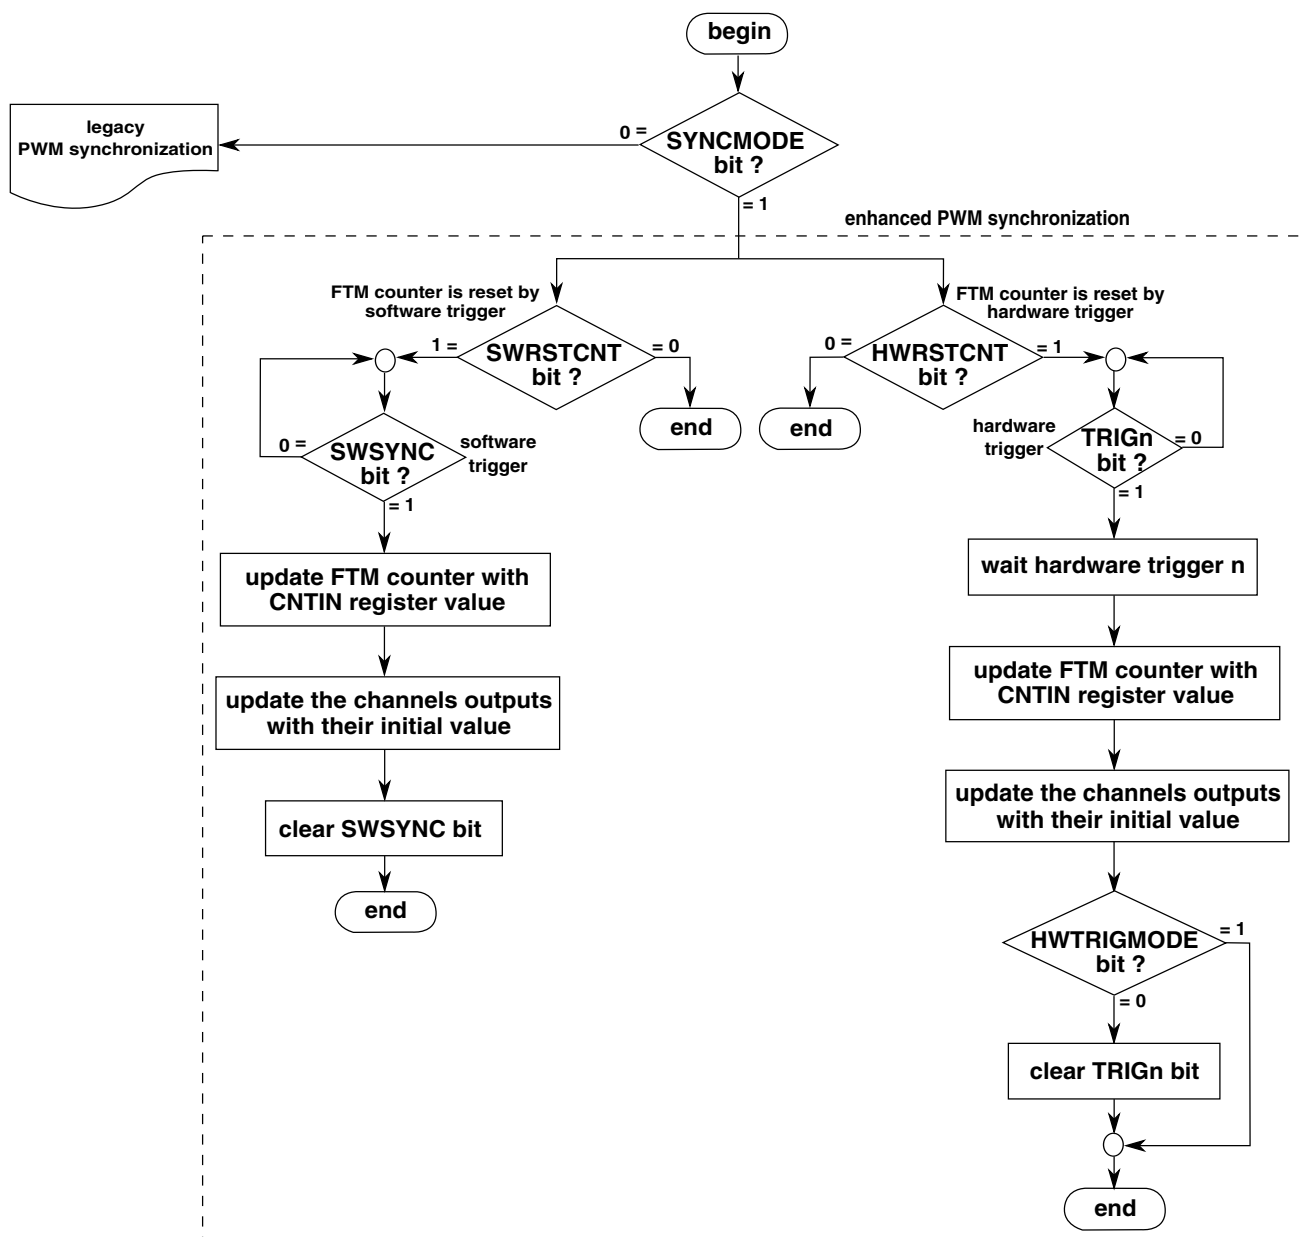 begin
legacy
PWM synchronization
0 =
SYNCMODE
bit ?
= 1
enhanced PWM synchronization
FTM counter is reset by
software trigger
1 =
SWRSTCNT
bit ?
= 0
end
FTM counter is reset by
hardware trigger
0 =
HWRSTCNT
bit ?
= 1
end
0 =
SWSYNC
bit ?
software
trigger
= 1
hardware
trigger
TRIGn
bit ?
= 0
= 1
update FTM counter with
CNTIN register value
update the channels outputs
with their initial value
clear SWSYNC bit
end
wait hardware trigger n
update FTM counter with
CNTIN register value
update the channels outputs
with their initial value
HWTRIGMODE
bit ?
= 1
= 0
clear TRIGn bit
end